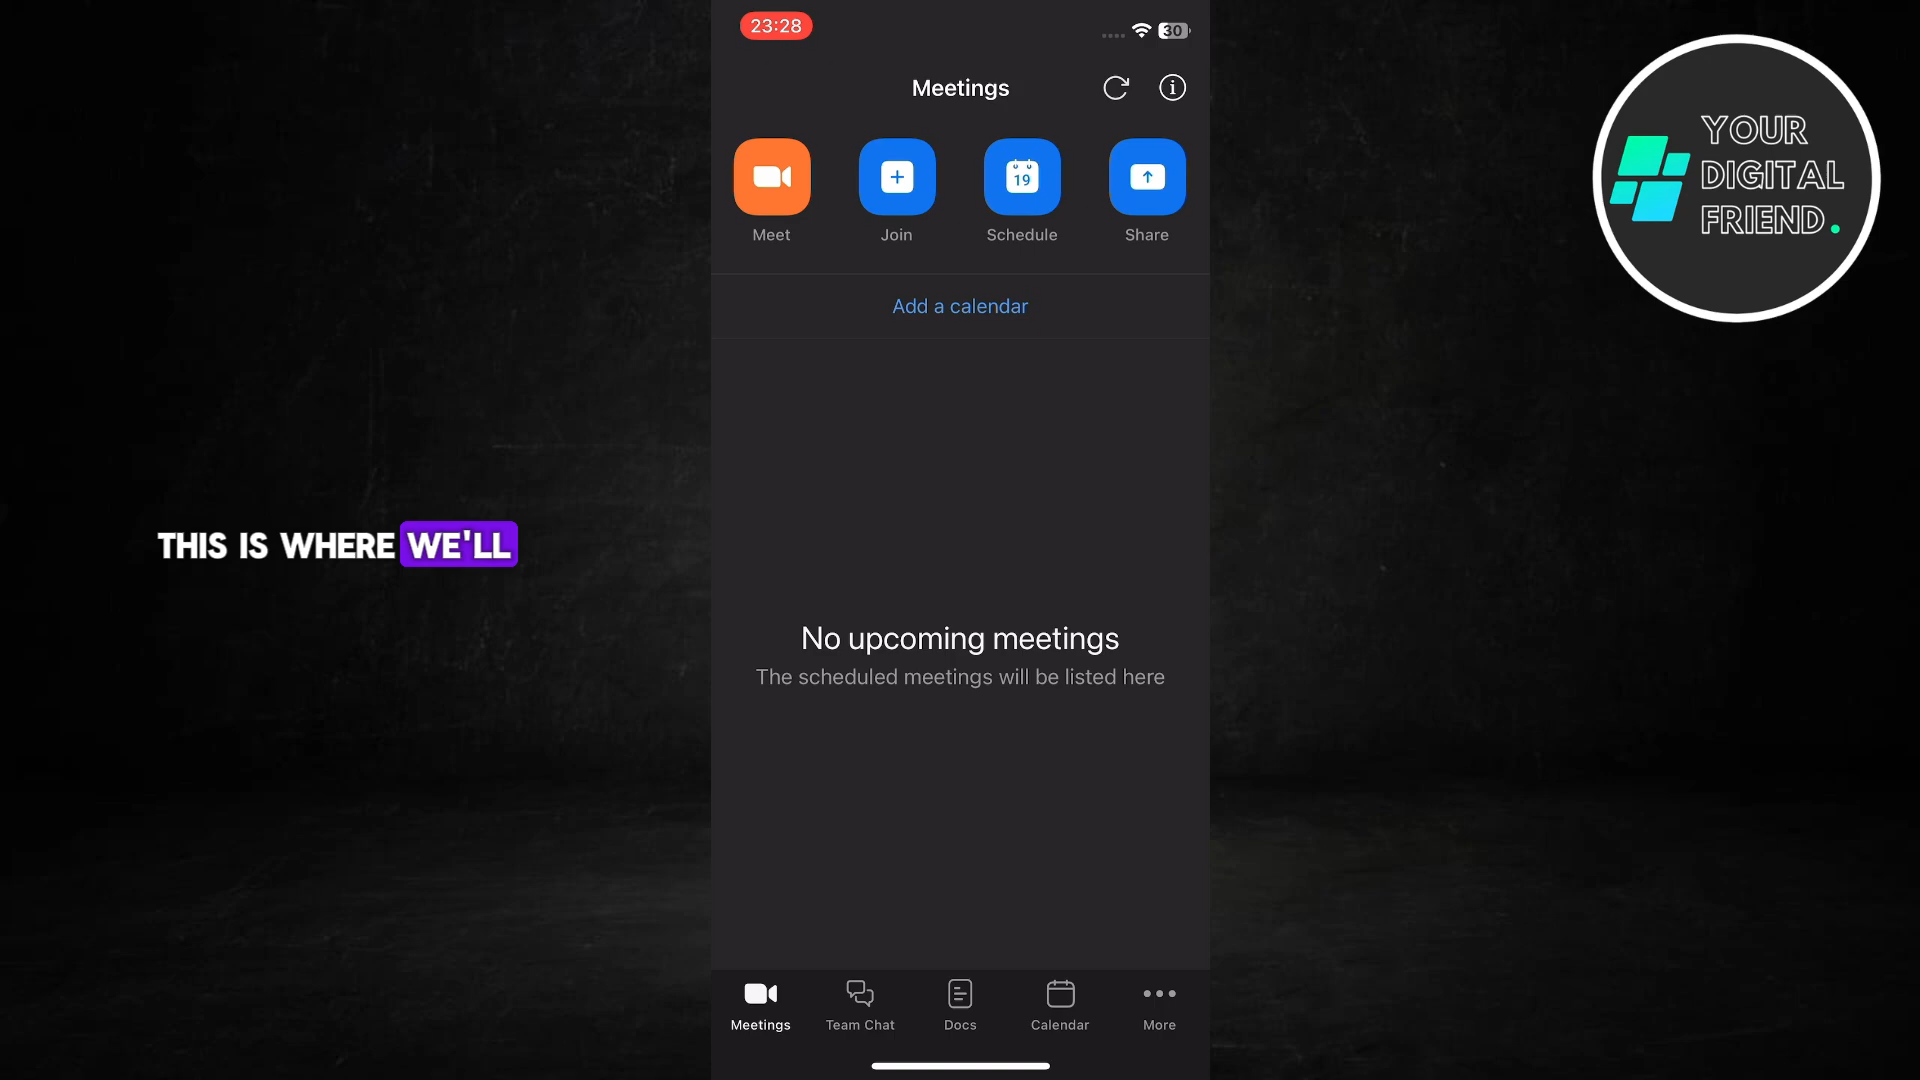 23:28
30
Meetings
Meet
Join
19
Schedule
Share
Add a calendar
No upcoming meetings
The scheduled meetings will be listed here
Meetings
Team Chat
Docs
Calendar
More
THIS IS WHERE WE'LL
YOUR
DIGITAL
FRIEND.